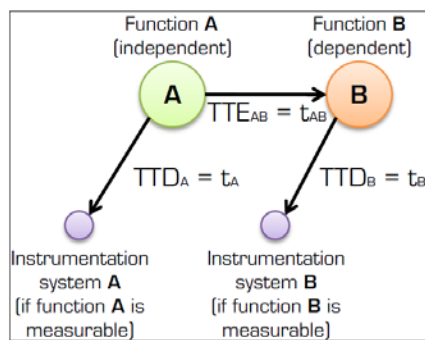 Function A
(independent)
Function B
(dependent)
A
B
TTEAB = tAB
TTDA = tA
TTDB = tB
Instrumentation
system A
(if function A is
measurable)
Instrumentation
system B
(if function B is
measurable)